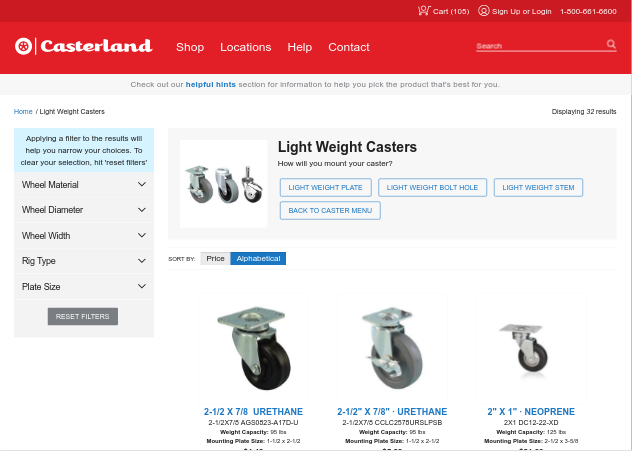 Cart (105) Sign Up or Login 1-800-661-6600
Casterland Shop Locations Help Contact Search
Check out our helpful hints section for information to help you pick the product that's best for you.
Home / Light Weight Casters
Displaying 32 results
Applying a filter to the results will
help you narrow your choices. To
clear your selection, hit 'reset filters'
Wheel Material
Wheel Diameter
Wheel Width
Rig Type
Plate Size
RESET FILTERS
Light Weight Casters
How will you mount your caster?
LIGHT WEIGHT PLATE LIGHT WEIGHT BOLT HOLE LIGHT WEIGHT STEM
BACK TO CASTER MENU
SORT BY: Price Alphabetical
2-1/2 X 7/8 URETHANE
2-1/2X7/8 AGS0823-A17D-U
Weight Capacity: 95 lbs
Mounting Plate Size: 1-1/2 x 2-1/2
2-1/2" X 7/8" · URETHANE
2-1/2X7/8 CCLC2578URSLPSB
Weight Capacity: 95 lbs
Mounting Plate Size: 1-1/2 x 2-1/2
2" X 1" · NEOPRENE
2X1 DC12-22-XD
Weight Capacity: 125 lbs
Mounting Plate Size: 2-1/2 x 3-5/8